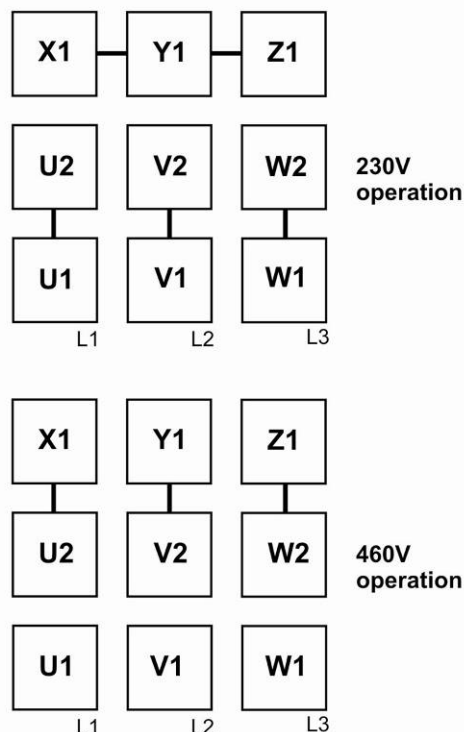 X1 Y1 Z1
U2 V2 W2
230V
operation
U1 V1 W1
L1 L2 L3
X1 Y1 Z1
U2 V2 W2
460V
operation
U1 V1 W1
L1 L2 L3